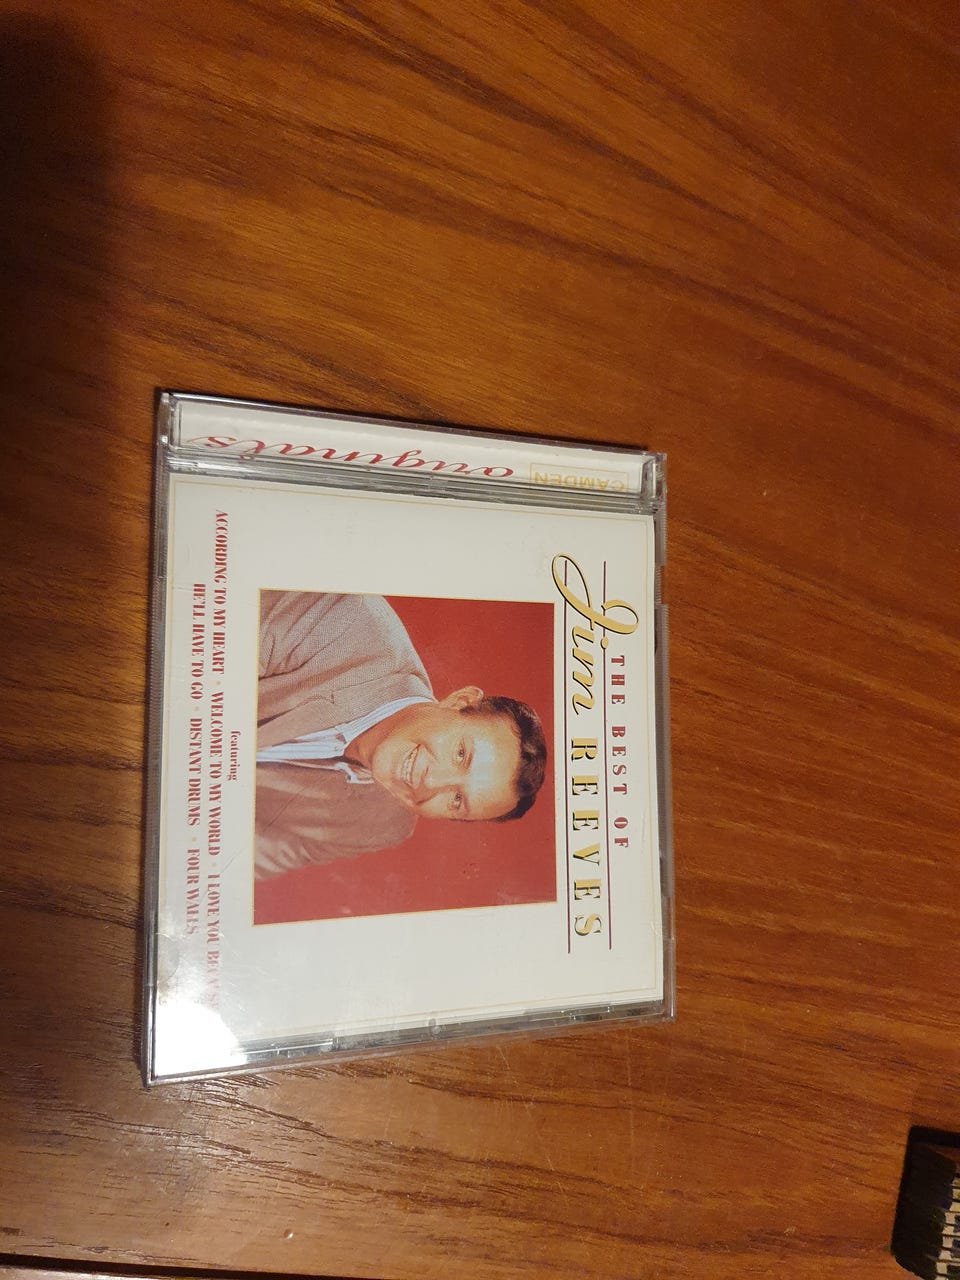 CAMDEN
originals
THE BEST OF
Jim REEVES
featuring
ACCORDING TO MY HEART • WELCOME TO MY WORLD • I LOVE YOU BECAUSE
HE'LL HAVE TO GO • DISTANT DRUMS • FOUR WALLS